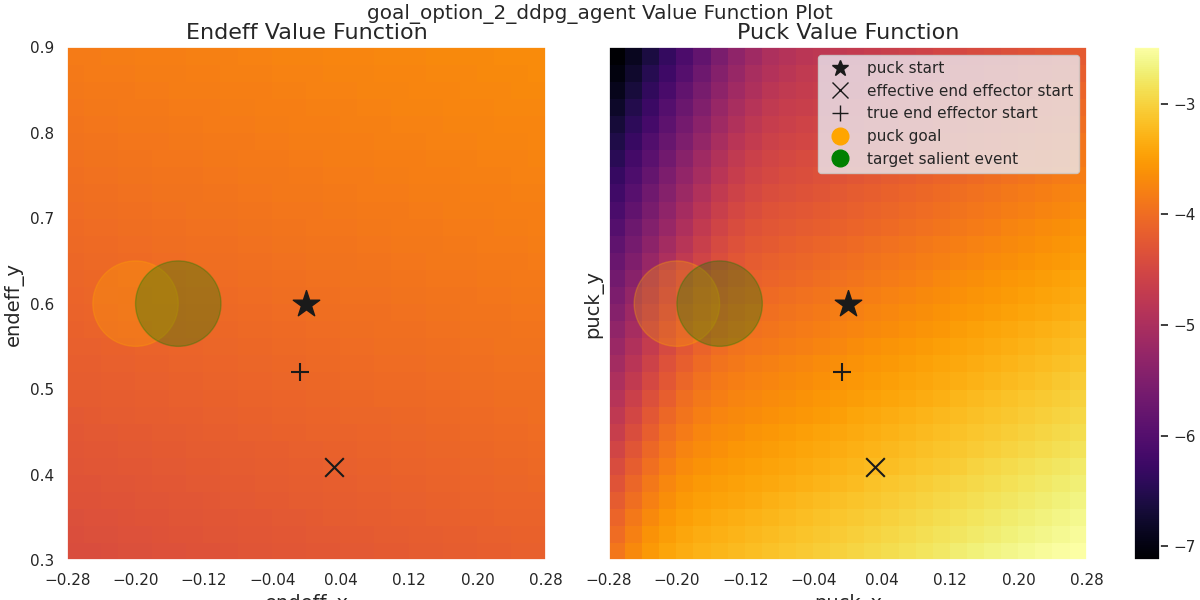 goal_option_2_ddpg_agent Value Function Plot
Endeff Value Function
Puck Value Function
0.9
0.8
0.7
0.6
0.5
0.4
0.3
endeff_y
−0.28 −0.20 −0.12 −0.04 0.04 0.12 0.20 0.28
endeff_x
puck_y
puck start
effective end effector start
true end effector start
puck goal
target salient event
−0.28 −0.20 −0.12 −0.04 0.04 0.12 0.20 0.28
puck_x
−3
−4
−5
−6
−7